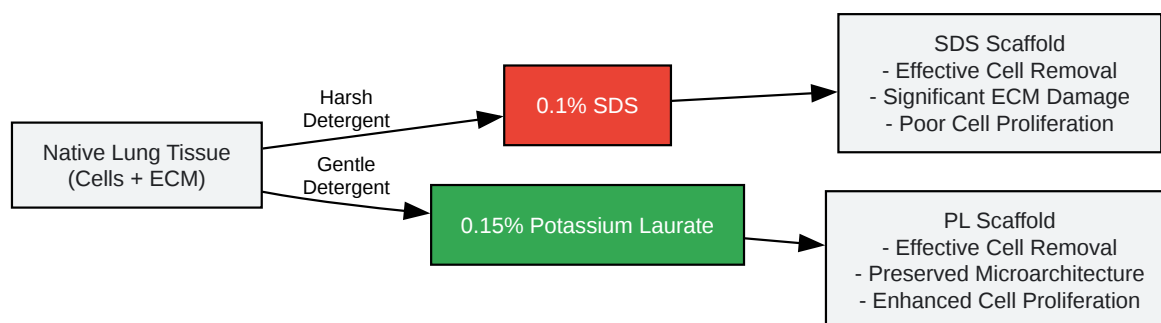 Native Lung Tissue
(Cells + ECM)
Harsh
Detergent
Gentle
Detergent
0.1% SDS
0.15% Potassium Laurate
SDS Scaffold
- Effective Cell Removal
- Significant ECM Damage
- Poor Cell Proliferation
PL Scaffold
- Effective Cell Removal
- Preserved Microarchitecture
- Enhanced Cell Proliferation